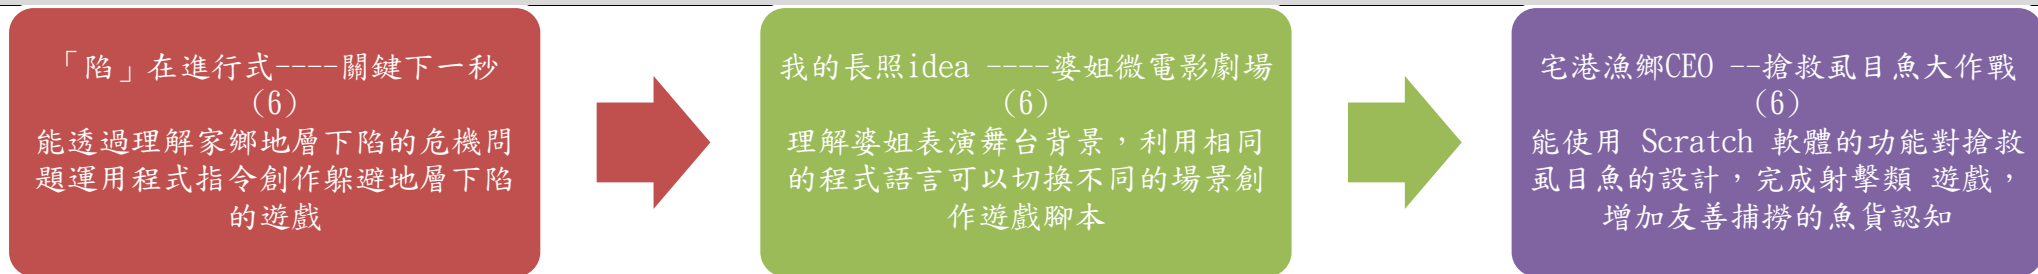 「陷」在進行式----關鍵下一秒
(6)
能透過理解家鄉地層下陷的危機問
題運用程式指令創作躲避地層下陷
的遊戲
我的長照idea ----婆姐微電影劇場
(6)
理解婆姐表演舞台背景，利用相同
的程式語言可以切換不同的場景創
作遊戲腳本
宅港漁鄉CEO --搶救虱目魚大作戰
(6)
能使用 Scratch 軟體的功能對搶救
虱目魚的設計，完成射擊類 遊戲，
增加友善捕撈的魚貨認知